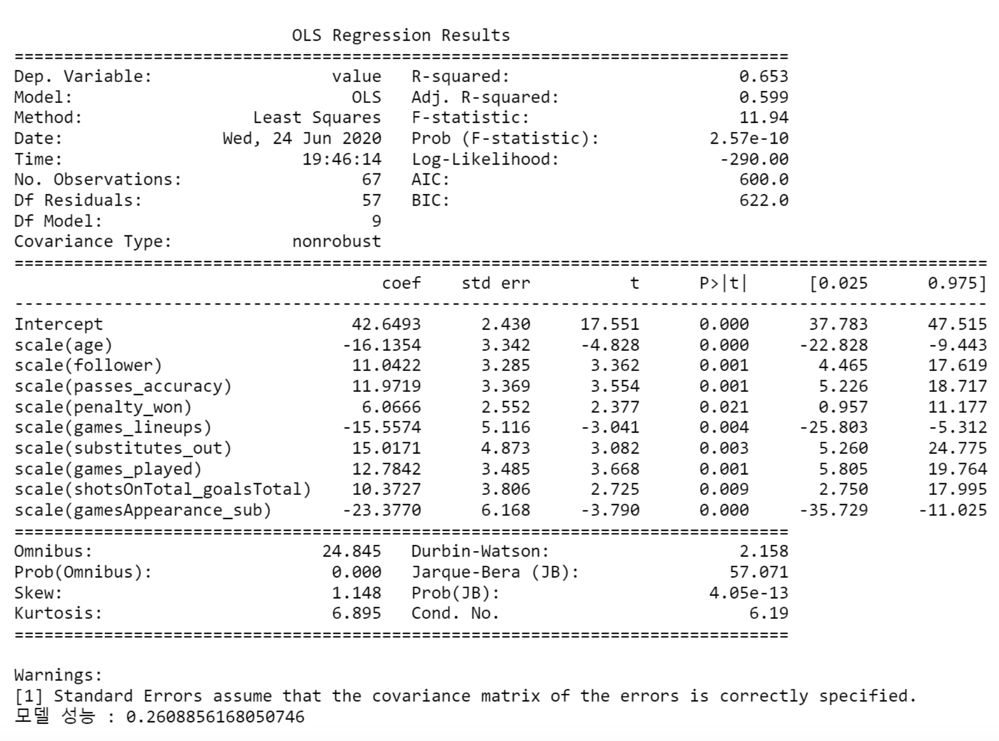 OLS Regression Results
==============================================================================
Dep. Variable: value R-squared: 0.653
Model: OLS Adj. R-squared: 0.599
Method: Least Squares F-statistic: 11.94
Date: Wed, 24 Jun 2020 Prob (F-statistic): 2.57e-10
Time: 19:46:14 Log-Likelihood: -290.00
No. Observations: 67 AIC: 600.0
Df Residuals: 57 BIC: 622.0
Df Model: 9
Covariance Type: nonrobust
==================================================================================================
coef std err t P>|t| [0.025 0.975]
--------------------------------------------------------------------------------------------------
Intercept 42.6493 2.430 17.551 0.000 37.783 47.515
scale(age) -16.1354 3.342 -4.828 0.000 -22.828 -9.443
scale(follower) 11.0422 3.285 3.362 0.001 4.465 17.619
scale(passes_accuracy) 11.9719 3.369 3.554 0.001 5.226 18.717
scale(penalty_won) 6.0666 2.552 2.377 0.021 0.957 11.177
scale(games_lineups) -15.5574 5.116 -3.041 0.004 -25.803 -5.312
scale(substitutes_out) 15.0171 4.873 3.082 0.003 5.260 24.775
scale(games_played) 12.7842 3.485 3.668 0.001 5.805 19.764
scale(shotsOnTotal_goalsTotal) 10.3727 3.806 2.725 0.009 2.750 17.995
scale(gamesAppearance_sub) -23.3770 6.168 -3.790 0.000 -35.729 -11.025
==============================================================================
Omnibus: 24.845 Durbin-Watson: 2.158
Prob(Omnibus): 0.000 Jarque-Bera (JB): 57.071
Skew: 1.148 Prob(JB): 4.05e-13
Kurtosis: 6.895 Cond. No. 6.19
==============================================================================
Warnings:
[1] Standard Errors assume that the covariance matrix of the errors is correctly specified.
모델 성능 : 0.2608856168050746